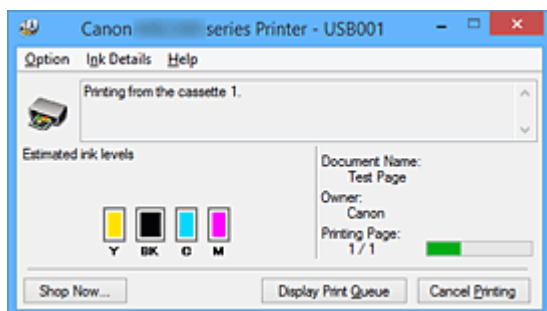 Canon series Printer - USB001
Option Ink Details Help
Printing from the cassette 1.
Estimated ink levels
Document Name:
Test Page
Owner:
Canon
Printing Page:
1 / 1
Y BK C M
Shop Now... Display Print Queue Cancel Printing